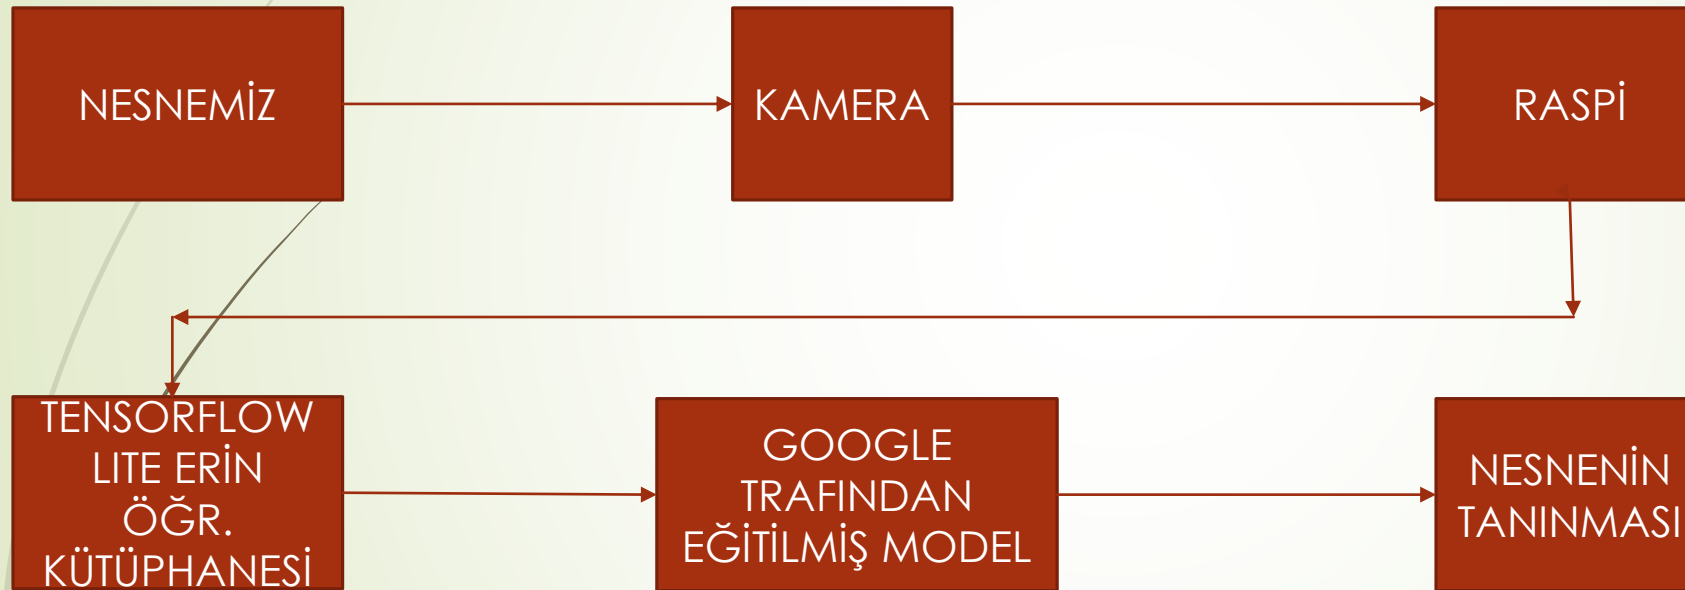 NESNEMİZ
KAMERA
RASPİ
TENSORFLOW
LITE ERİN
ÖĞR.
KÜTÜPHANESİ
GOOGLE
TRAFINDAN
EĞİTİLMİŞ MODEL
NESNENİN
TANINMASI